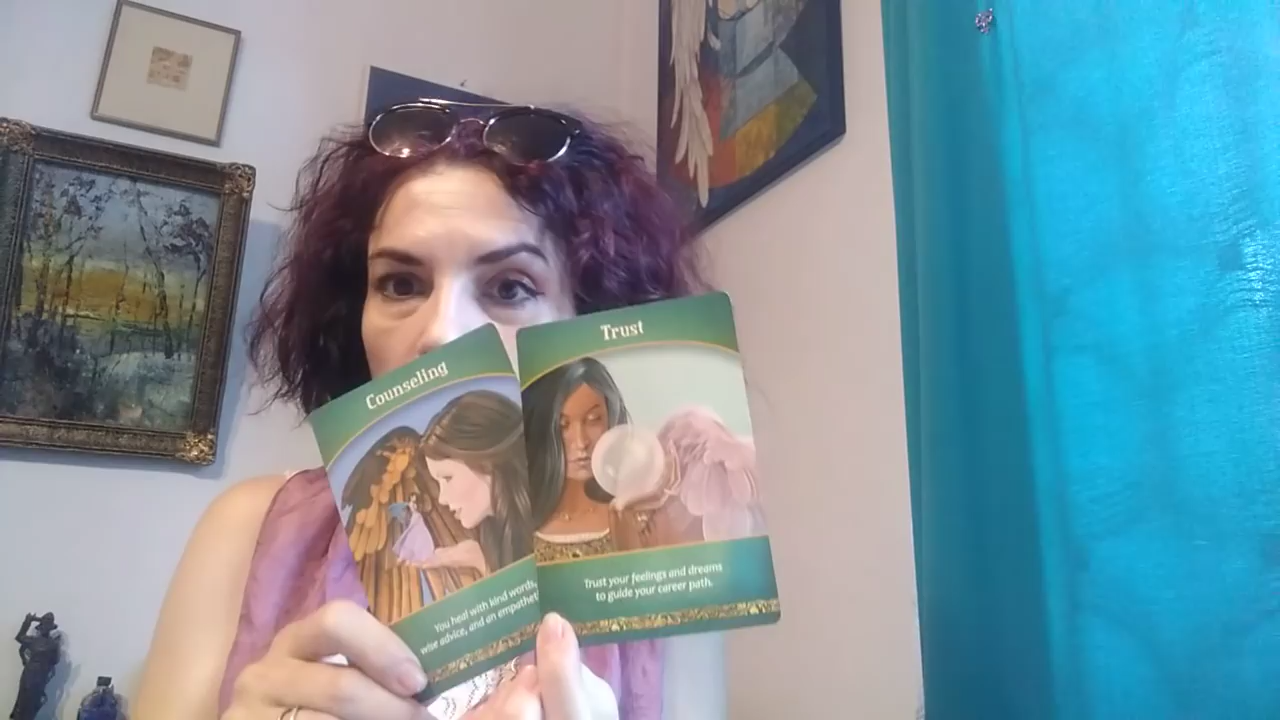 Counseling
You heal with kind words,
wise advice, and an empathet
Trust
Trust your feelings and dreams
to guide your career path.